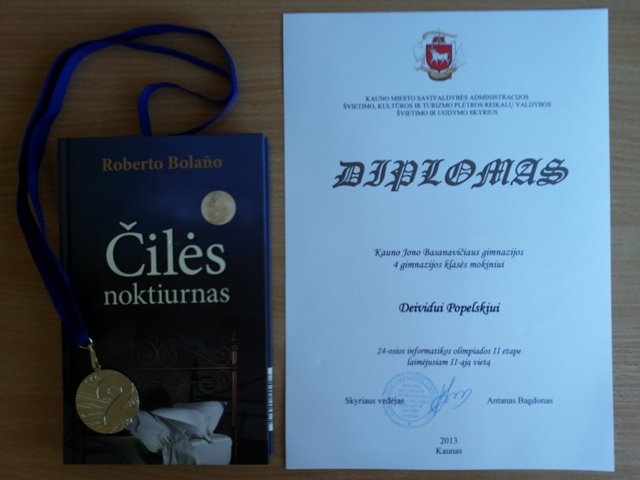 Roberto Bolaño
Čilės
noktiurnas
KAUNO MIESTO SAVIVALDYBĖS ADMINISTRACIJOS
ŠVIETIMO, KULTŪROS IR TURIZMO PLĖTROS REIKALŲ VALDYBOS
ŠVIETIMO IR UGDYMO SKYRIUS
DIPLOMAS
Kauno Jono Basanavičiaus gimnazijos
4 gimnazijos klasės mokiniui
Deividui Popelskiui
24-osios informatikos olimpiados II etape
laimėjusiam II-ąją vietą
Skyriaus vedėjas
Antanas Bagdonas
2013
Kaunas